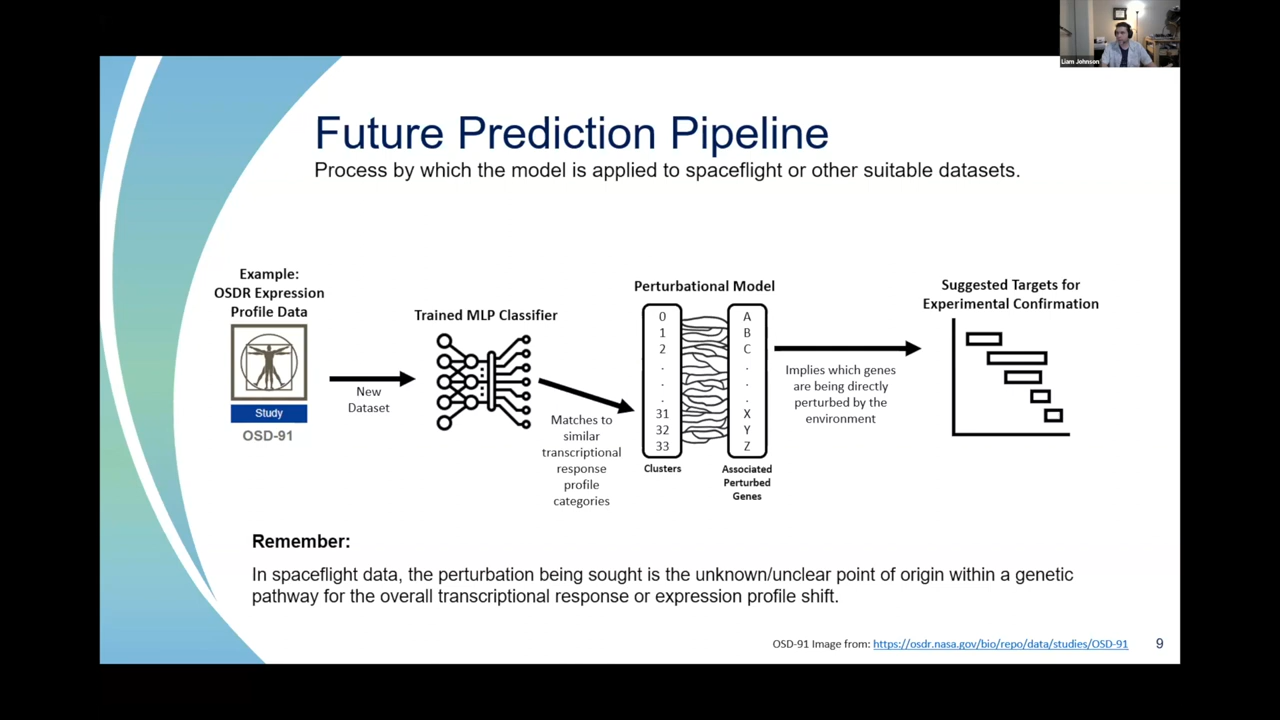 Liam Johnson
Future Prediction Pipeline
Process by which the model is applied to spaceflight or other suitable datasets.
Example:
OSDR Expression
Profile Data
Study
OSD-91
New
Dataset
Trained MLP Classifier
Matches to
similar
transcriptional
response
profile
categories
Perturbational Model
0
1
2
.
.
.
31
32
33
Clusters
A
B
C
.
.
.
X
Y
Z
Associated
Perturbed
Genes
Implies which genes
are being directly
perturbed by the
environment
Suggested Targets for
Experimental Confirmation
Remember:
In spaceflight data, the perturbation being sought is the unknown/unclear point of origin within a genetic
pathway for the overall transcriptional response or expression profile shift.
OSD-91 Image from: https://osdr.nasa.gov/bio/repo/data/studies/OSD-91
9